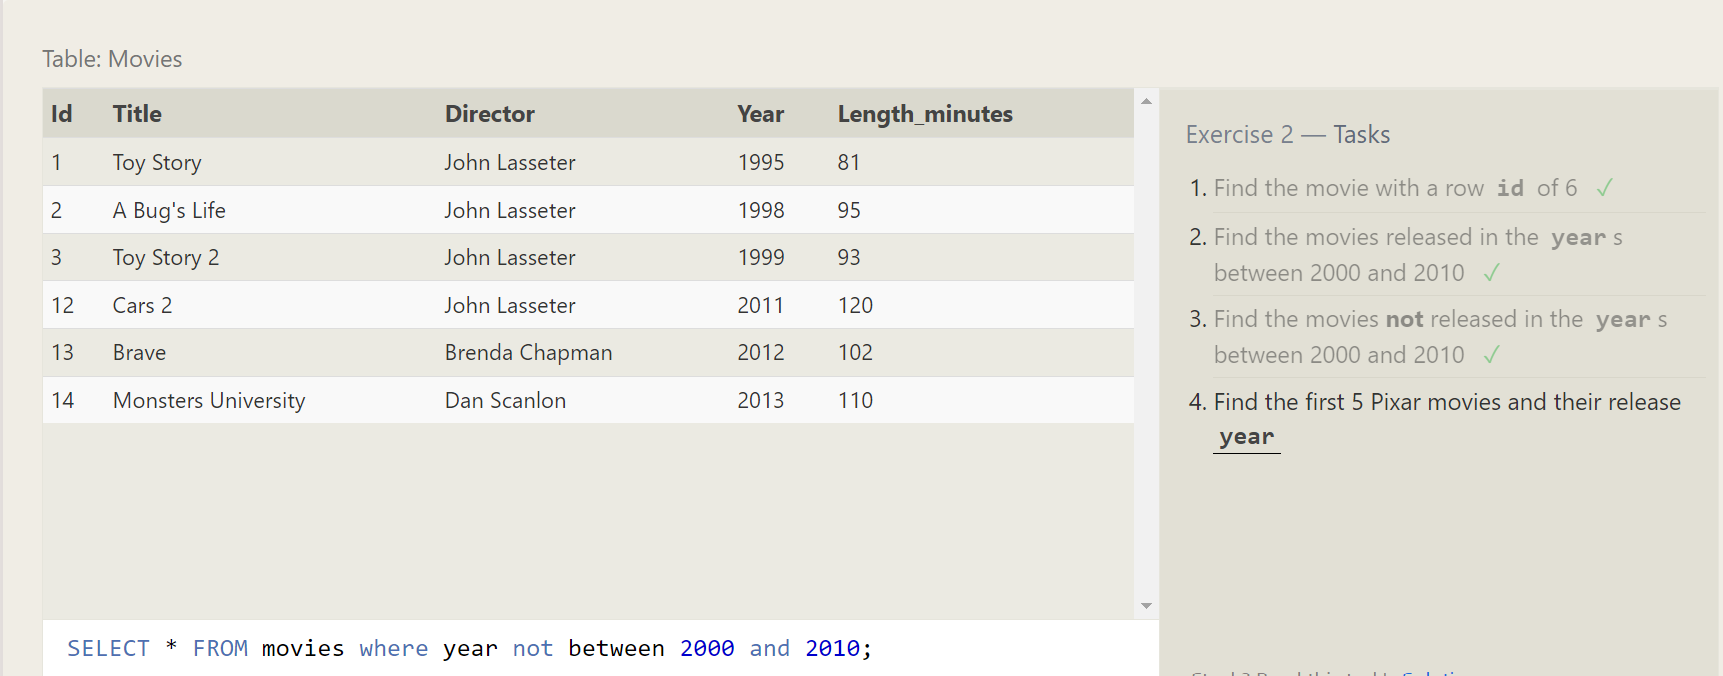 Table: Movies
Id Title Director Year Length_minutes
1 Toy Story John Lasseter 1995 81
2 A Bug's Life John Lasseter 1998 95
3 Toy Story 2 John Lasseter 1999 93
12 Cars 2 John Lasseter 2011 120
13 Brave Brenda Chapman 2012 102
14 Monsters University Dan Scanlon 2013 110
SELECT * FROM movies where year not between 2000 and 2010;
Exercise 2 — Tasks
1. Find the movie with a row id of 6 ✓
2. Find the movies released in the year s
between 2000 and 2010 ✓
3. Find the movies not released in the year s
between 2000 and 2010 ✓
4. Find the first 5 Pixar movies and their release
year